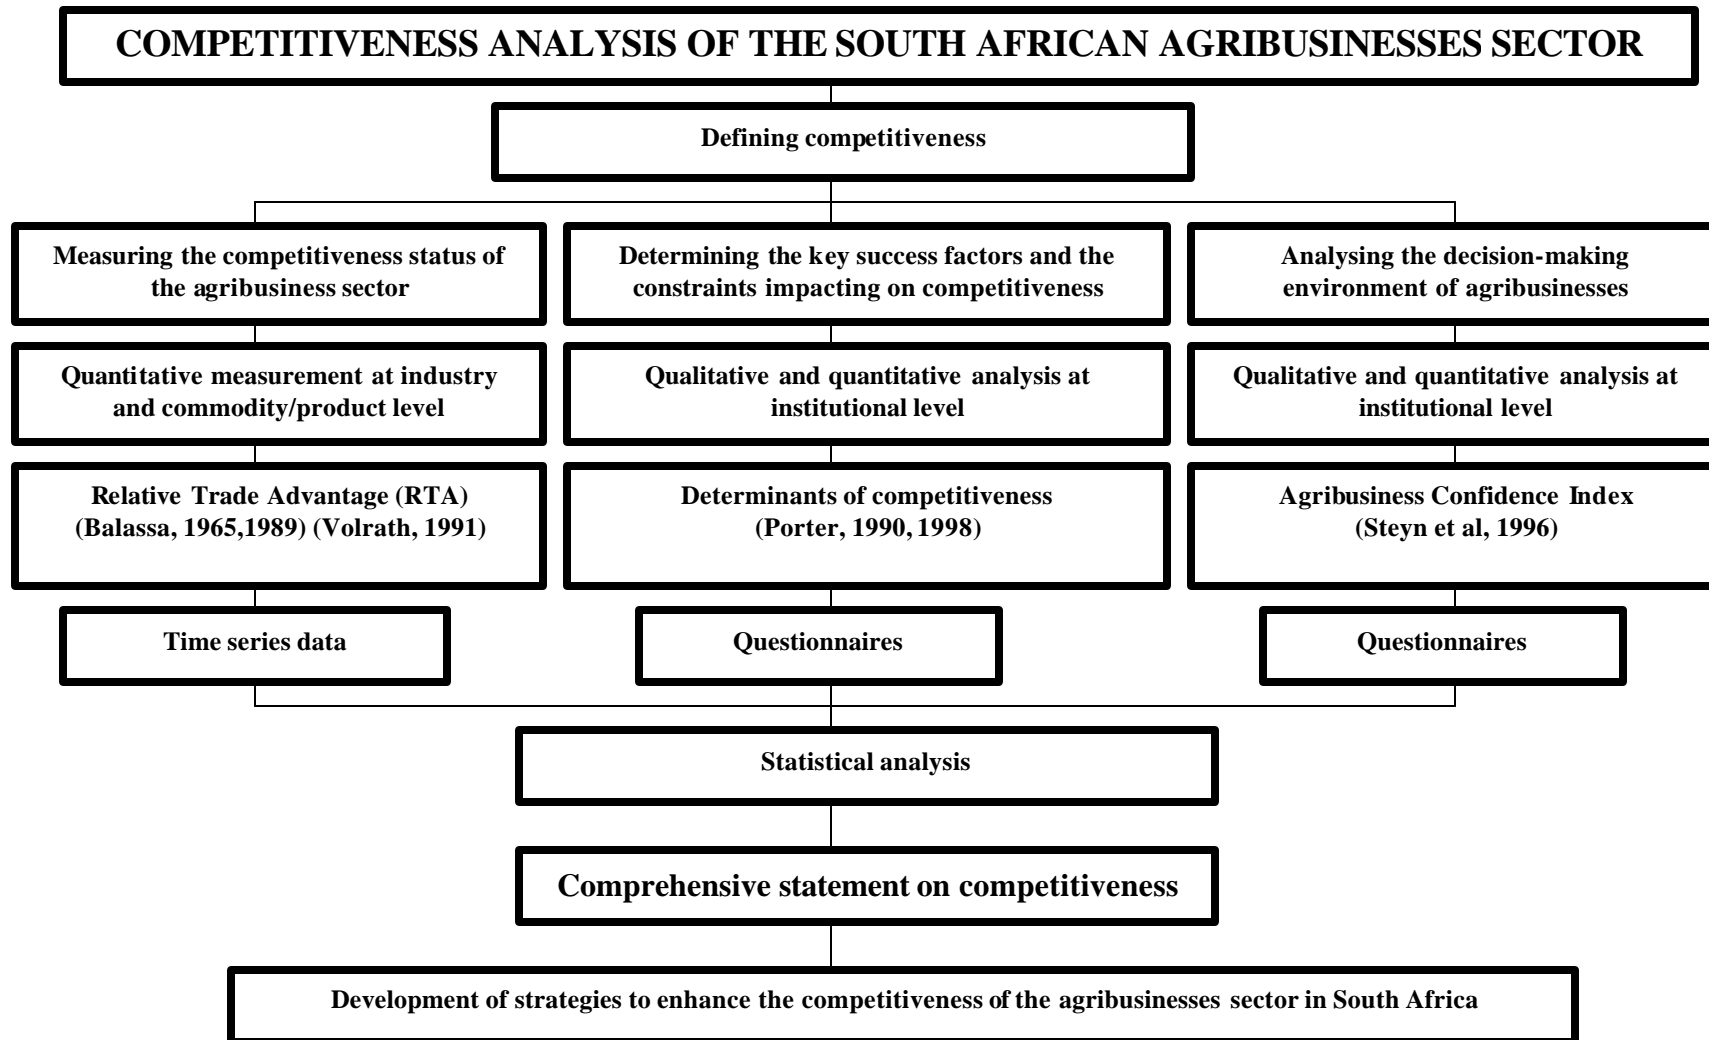 COMPETITIVENESS ANALYSIS OF THE SOUTH AFRICAN AGRIBUSINESSES SECTOR
Defining competitiveness
Measuring the competitiveness status of
the agribusiness sector
Determining the key success factors and the
constraints impacting on competitiveness
Analysing the decision-making
environment of agribusinesses
Quantitative measurement at industry
and commodity/product level
Qualitative and quantitative analysis at
institutional level
Qualitative and quantitative analysis at
institutional level
Relative Trade Advantage (RTA)
(Balassa, 1965,1989) (Volrath, 1991)
Determinants of competitiveness
(Porter, 1990, 1998)
Agribusiness Confidence Index
(Steyn et al, 1996)
Time series data
Questionnaires
Questionnaires
Statistical analysis
Comprehensive statement on competitiveness
Development of strategies to enhance the competitiveness of the agribusinesses sector in South Africa